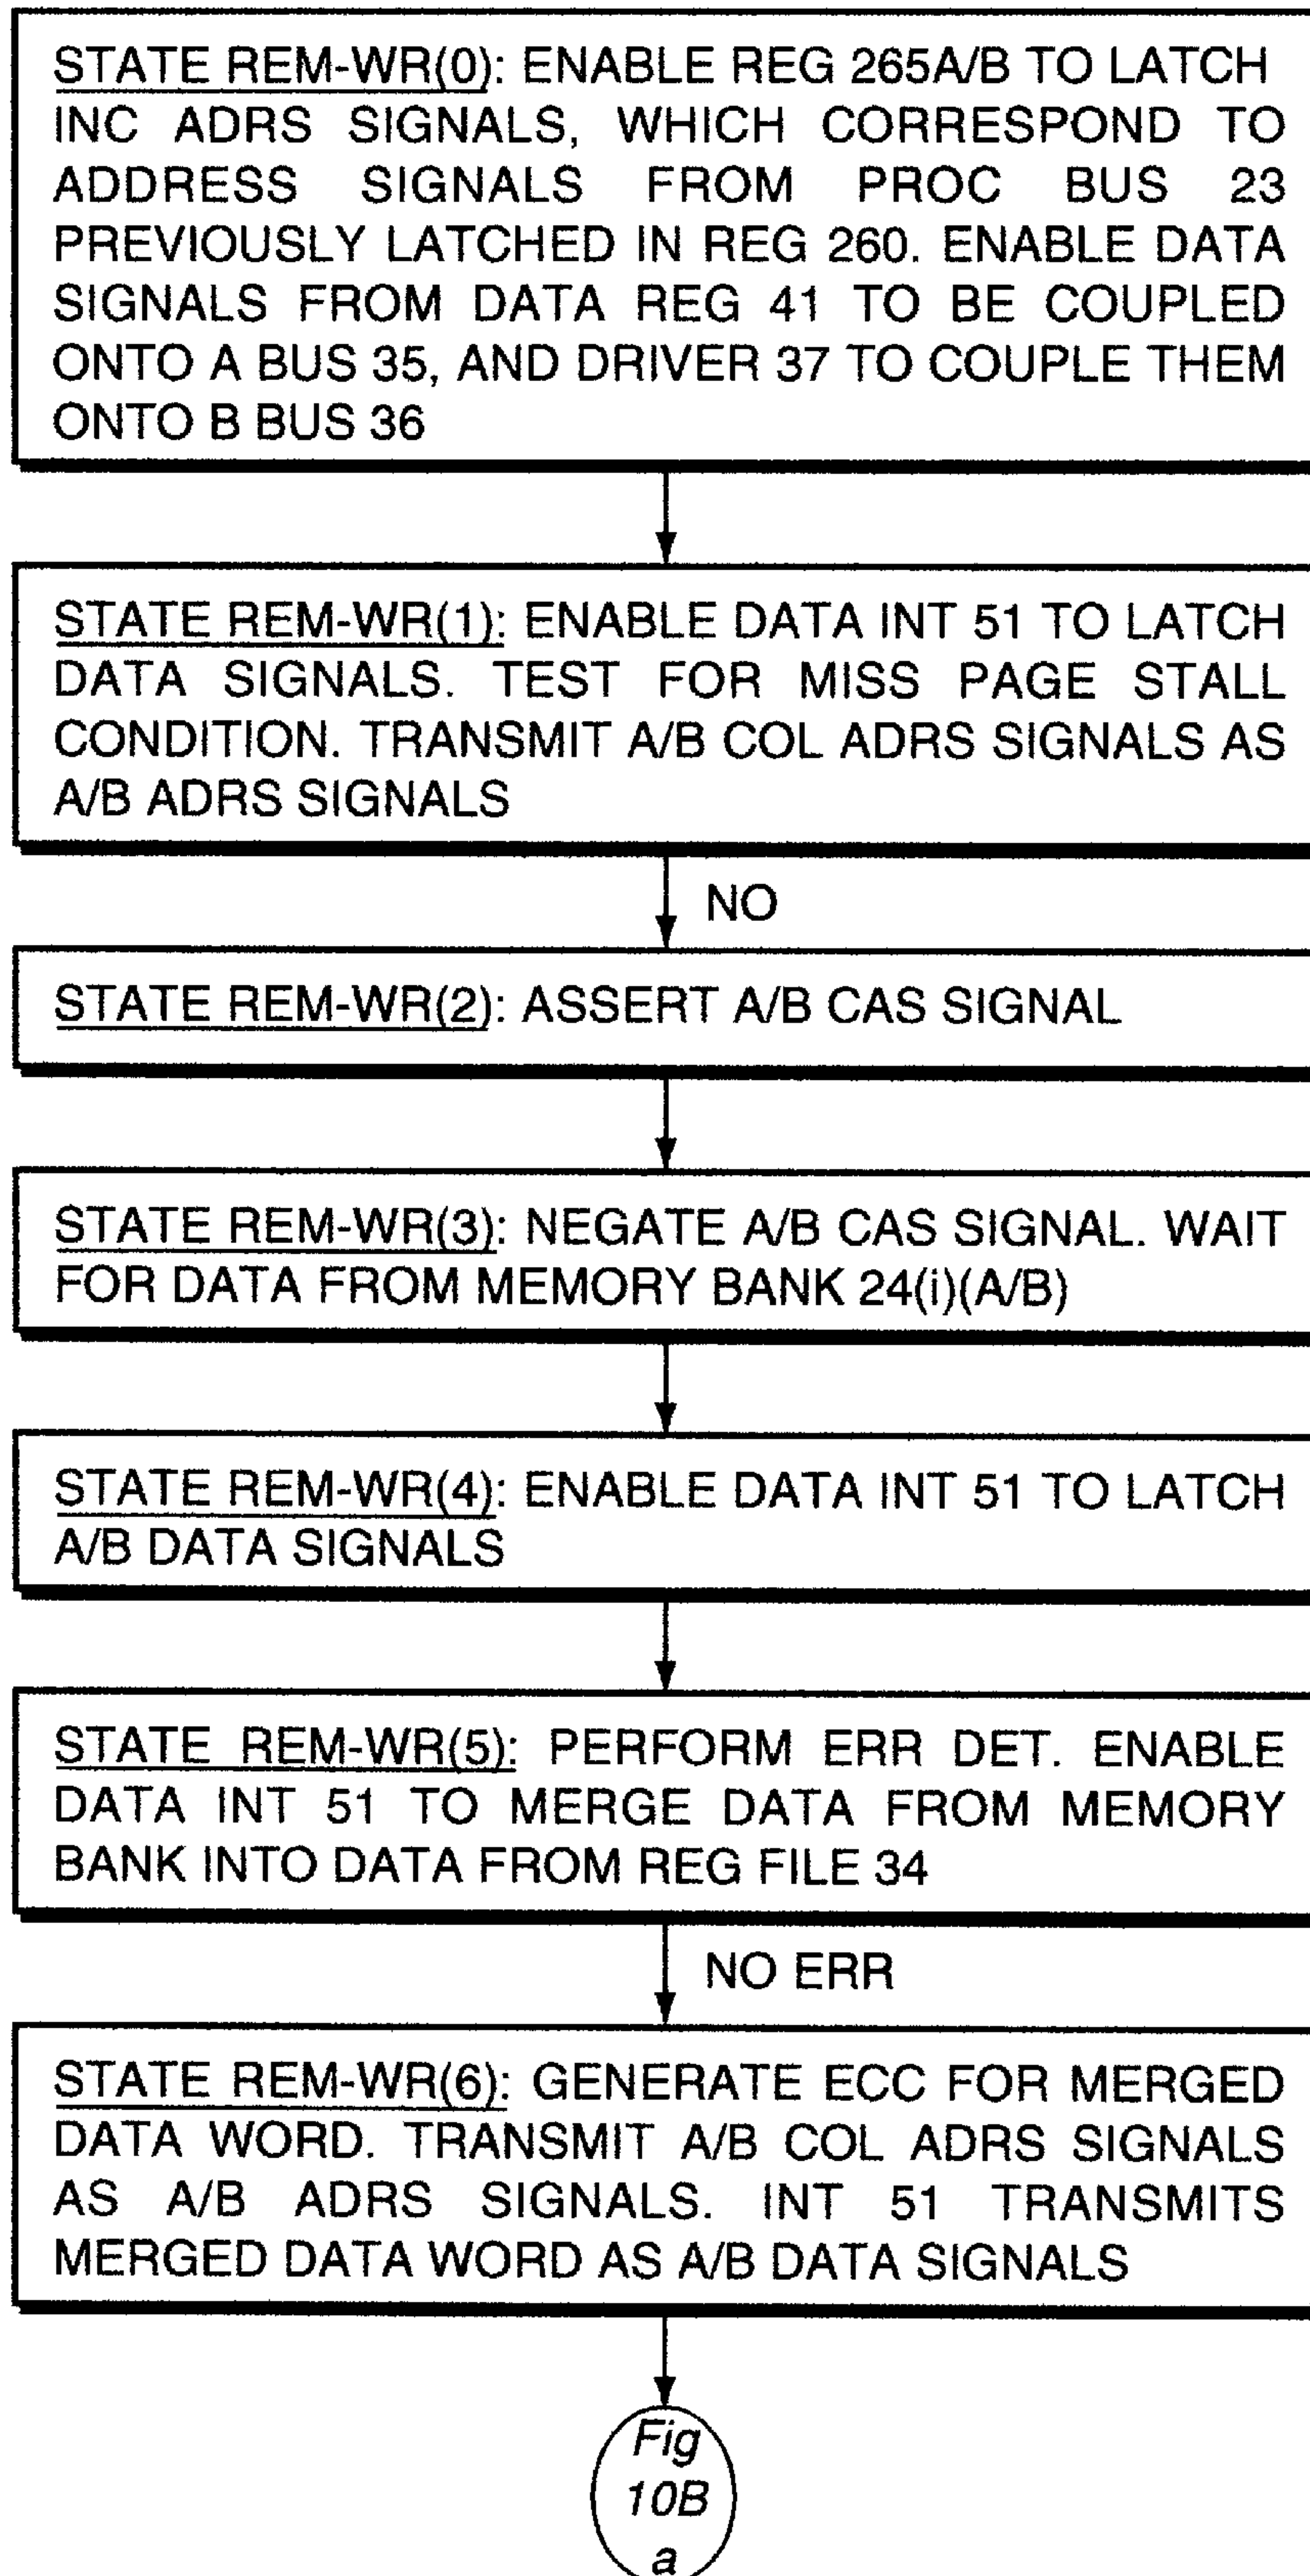 STATE REM-WR(0): ENABLE REG 265A/B TO LATCH
INC ADRS SIGNALS, WHICH CORRESPOND TO
ADDRESS SIGNALS FROM PROC BUS 23
PREVIOUSLY LATCHED IN REG 260. ENABLE DATA
SIGNALS FROM DATA REG 41 TO BE COUPLED
ONTO A BUS 35, AND DRIVER 37 TO COUPLE THEM
ONTO B BUS 36
STATE REM-WR(1): ENABLE DATA INT 51 TO LATCH
DATA SIGNALS. TEST FOR MISS PAGE STALL
CONDITION. TRANSMIT A/B COL ADRS SIGNALS AS
A/B ADRS SIGNALS
NO
STATE REM-WR(2): ASSERT A/B CAS SIGNAL
STATE REM-WR(3): NEGATE A/B CAS SIGNAL. WAIT
FOR DATA FROM MEMORY BANK 24(i)(A/B)
STATE REM-WR(4): ENABLE DATA INT 51 TO LATCH
A/B DATA SIGNALS
STATE REM-WR(5): PERFORM ERR DET. ENABLE
DATA INT 51 TO MERGE DATA FROM MEMORY
BANK INTO DATA FROM REG FILE 34
NO ERR
STATE REM-WR(6): GENERATE ECC FOR MERGED
DATA WORD. TRANSMIT A/B COL ADRS SIGNALS
AS A/B ADRS SIGNALS. INT 51 TRANSMITS
MERGED DATA WORD AS A/B DATA SIGNALS
Fig
10B
a